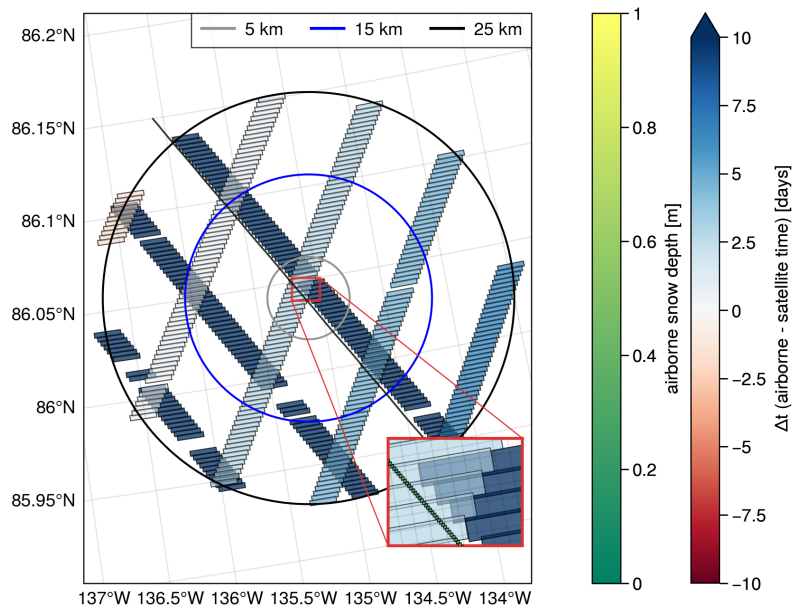 5 km 15 km 25 km
86.2°N
86.15°N
86.1°N
86.05°N
86°N
85.95°N
137°W 136.5°W 136°W 135.5°W 135°W 134.5°W 134°W
1
0.8
0.6
0.4
0.2
0
airborne snow depth [m]
10
7.5
5
2.5
0
−2.5
−5
−7.5
−10
Δt (airborne - satellite time) [days]